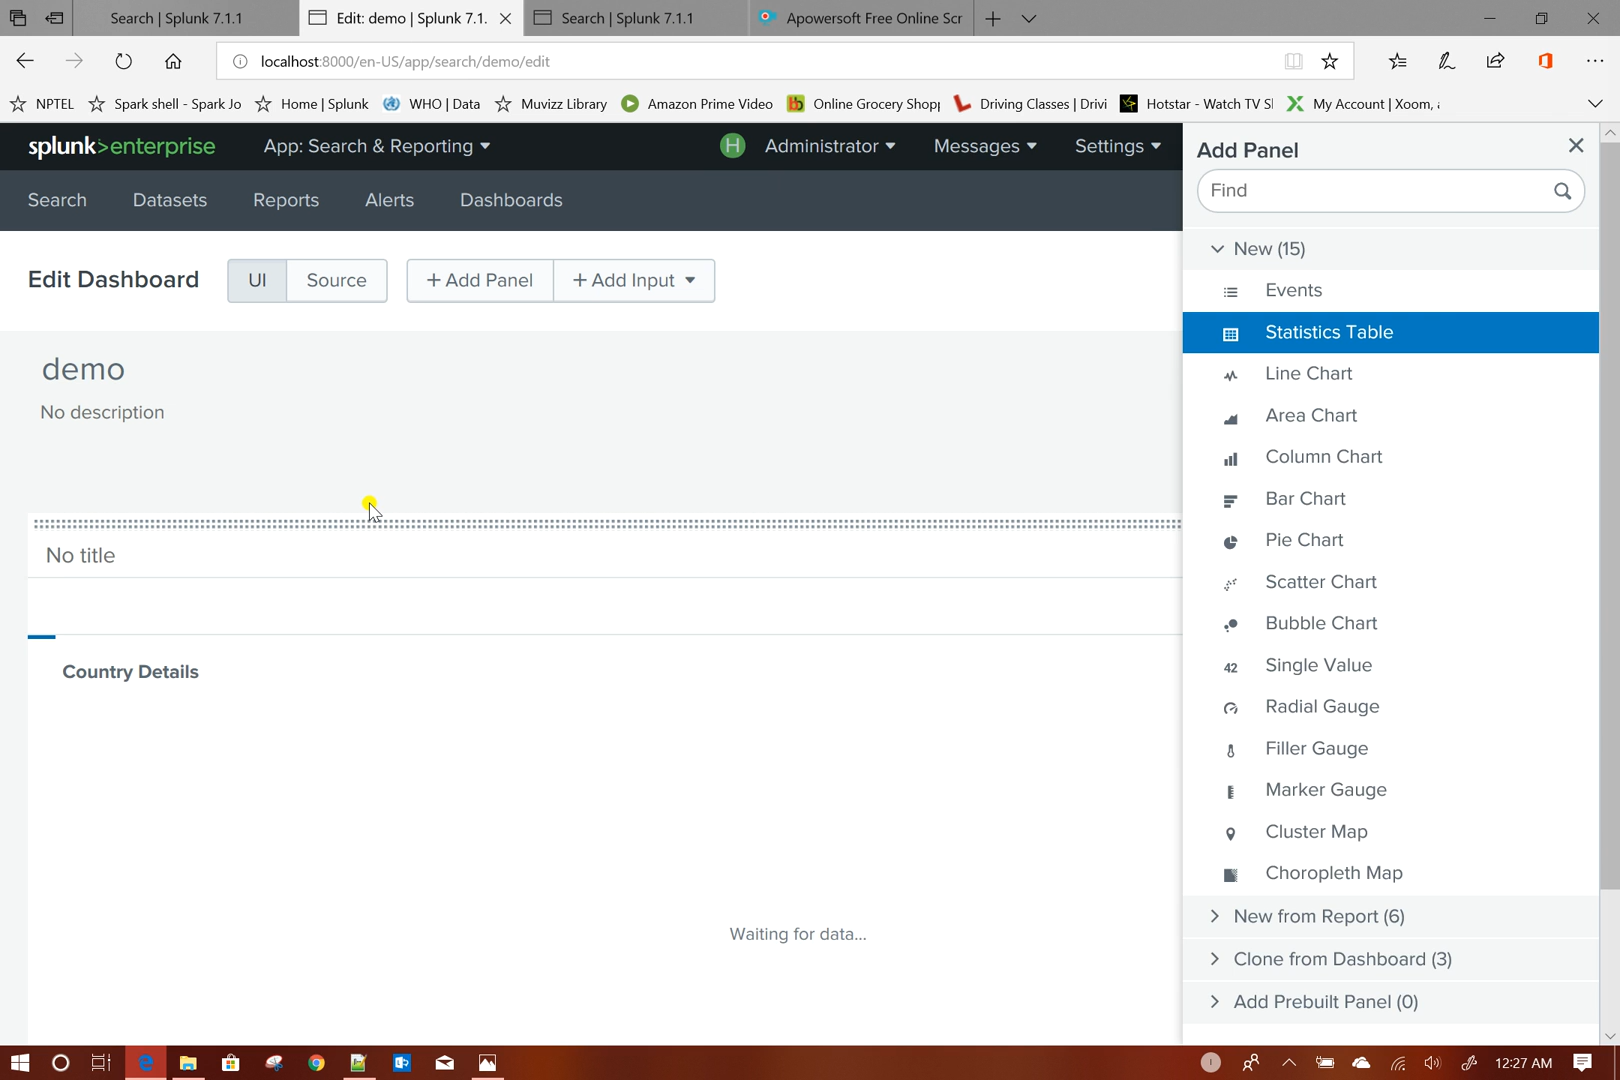 Search | Splunk 7.1.1
Edit: demo | Splunk 7.1.
Search | Splunk 7.1.1
Apowersoft Free Online Scr
localhost:8000/en-US/app/search/demo/edit
NPTEL
Spark shell - Spark Jo
Home | Splunk
WHO | Data
Muvizz Library
Amazon Prime Video
Online Grocery Shopp
Driving Classes | Drivi
Hotstar - Watch TV S
My Account | Xoom,
splunk>enterprise
App: Search & Reporting
H
Administrator
Messages
Settings
Search
Datasets
Reports
Alerts
Dashboards
Edit Dashboard
UI
Source
+ Add Panel
+ Add Input
demo
No description
No title
Country Details
Waiting for data...
Add Panel
Find
New (15)
Events
Statistics Table
Line Chart
Area Chart
Column Chart
Bar Chart
Pie Chart
Scatter Chart
Bubble Chart
42 Single Value
Radial Gauge
Filler Gauge
Marker Gauge
Cluster Map
Choropleth Map
New from Report (6)
Clone from Dashboard (3)
Add Prebuilt Panel (0)
12:27 AM